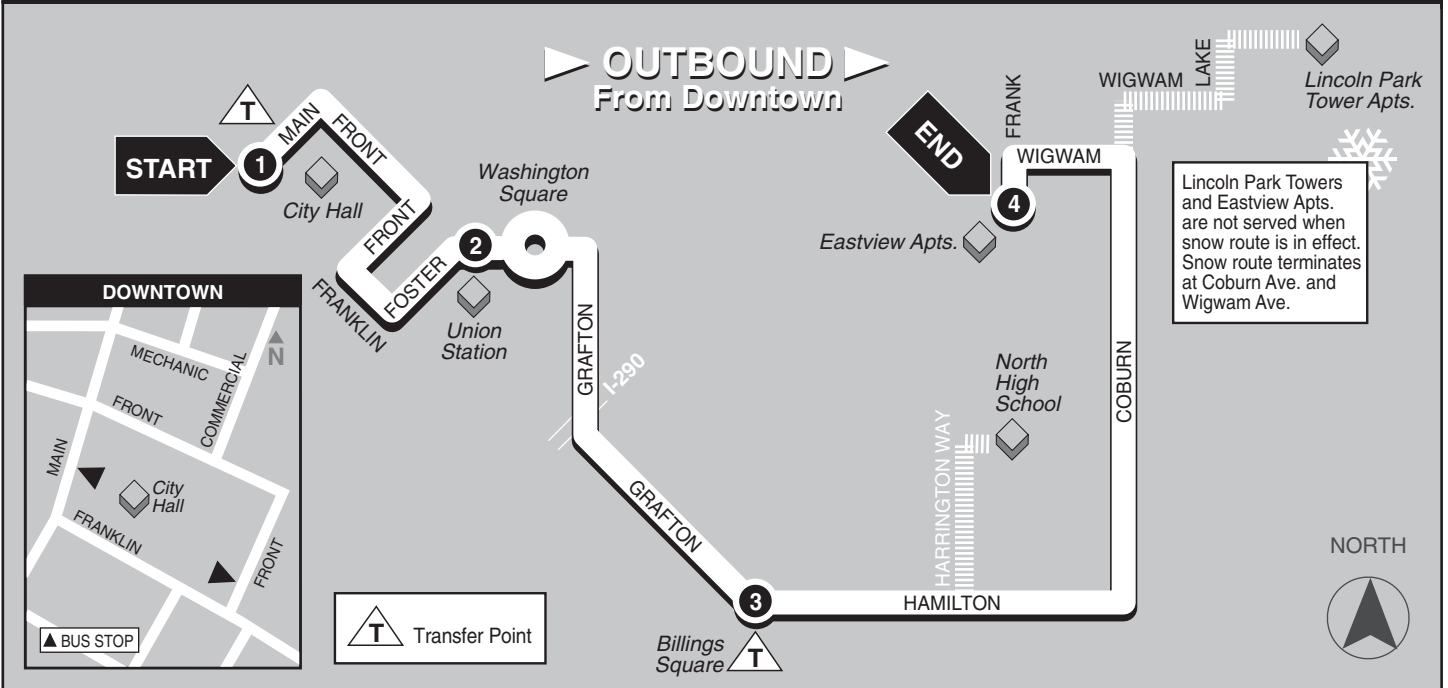 OUTBOUND
From Downtown
START
T
1
MAIN
FRONT
City Hall
FRONT
FRANKLIN
FOSTER
2
Union
Station
Washington
Square
GRAFTON
I-290
GRAFTON
3
Billings
Square
T
HAMILTON
HARRINGTON WAY
North
High
School
COBURN
WIGWAM
FRANK
END
4
Eastview Apts.
WIGWAM
LAKE
Lincoln Park
Tower Apts.
Lincoln Park Towers
and Eastview Apts.
are not served when
snow route is in effect.
Snow route terminates
at Coburn Ave. and
Wigwam Ave.
DOWNTOWN
N
MECHANIC
COMMERCIAL
FRONT
MAIN
City
Hall
FRANKLIN
FRONT
BUS STOP
T Transfer Point
NORTH